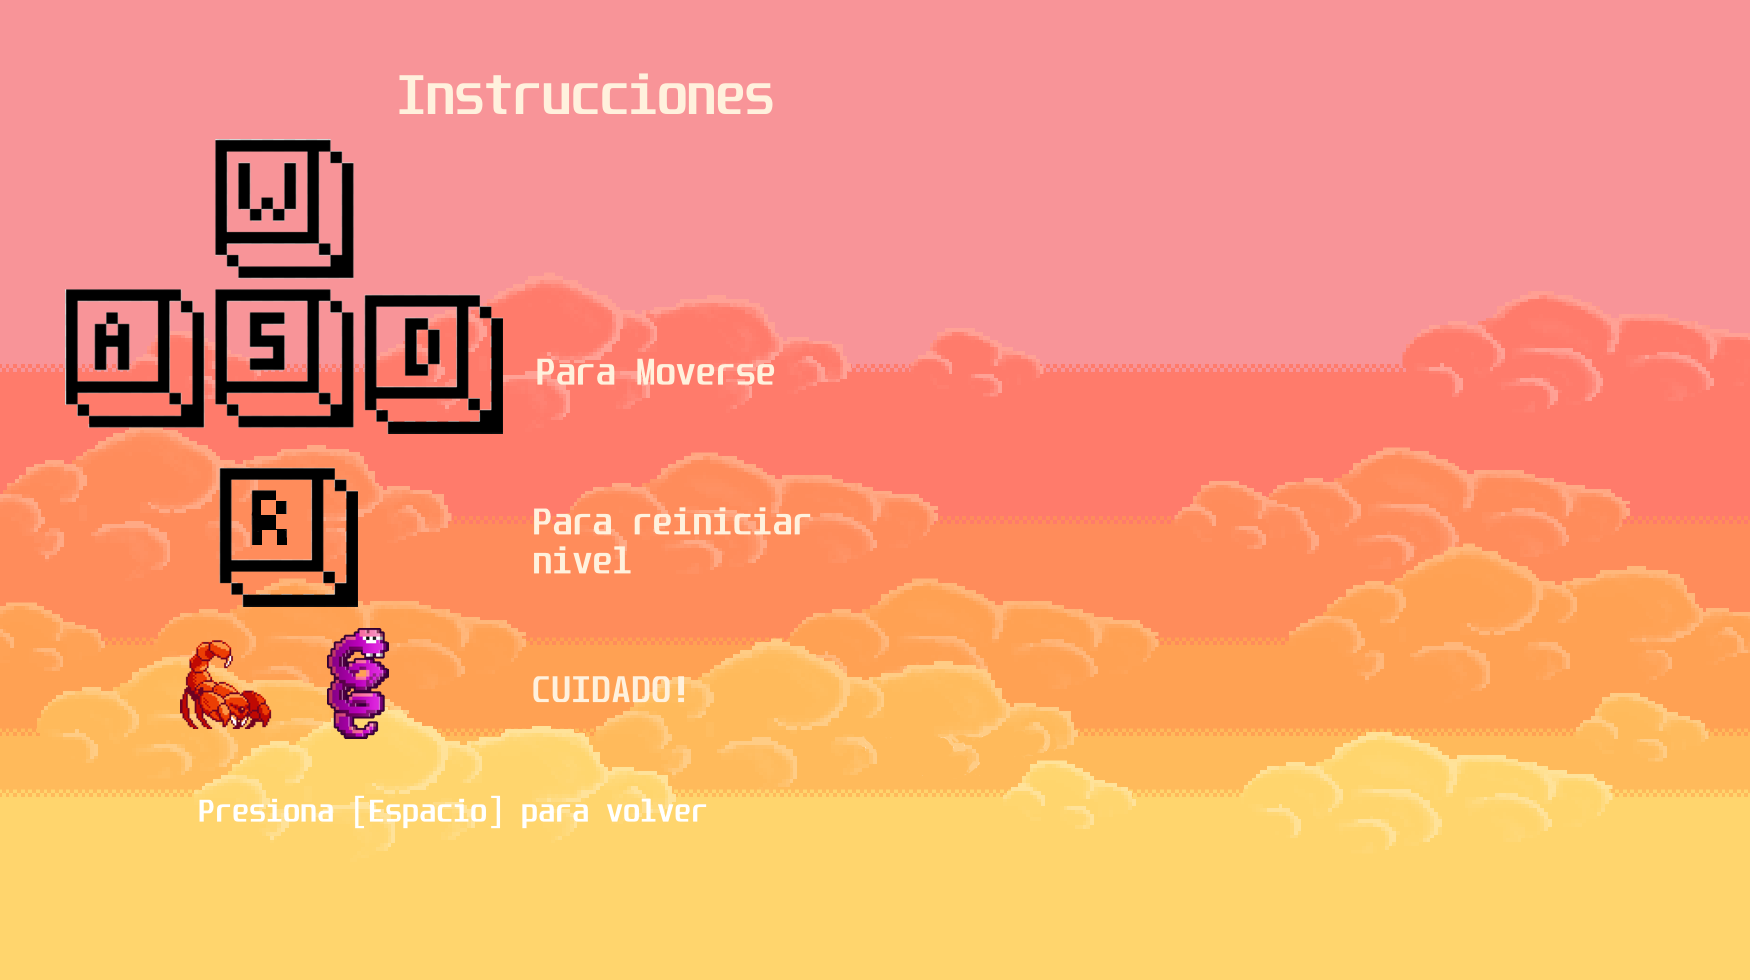 Instrucciones
W
A S D
Para Moverse
R
Para reiniciar
nivel
CUIDADO!
Presiona [Espacio] para volver